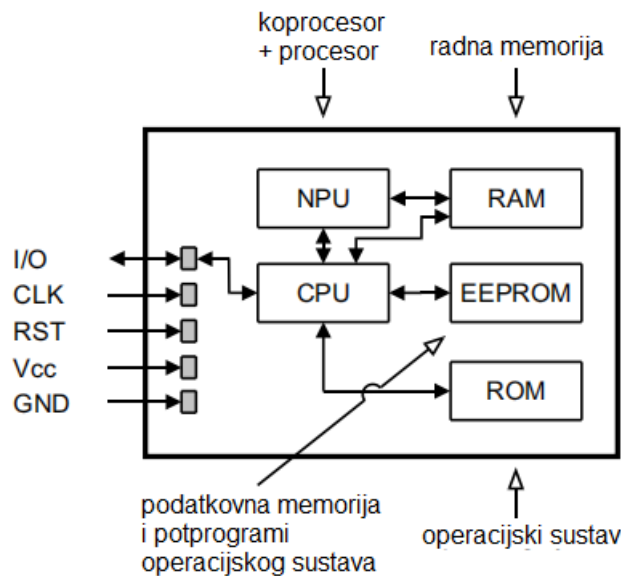 koprocesor
+ procesor
radna memorija
NPU
RAM
I/O
CLK
RST
Vcc
GND
CPU
EEPROM
ROM
podatkovna memorija
i potprogrami
operacijskog sustava
operacijski sustav